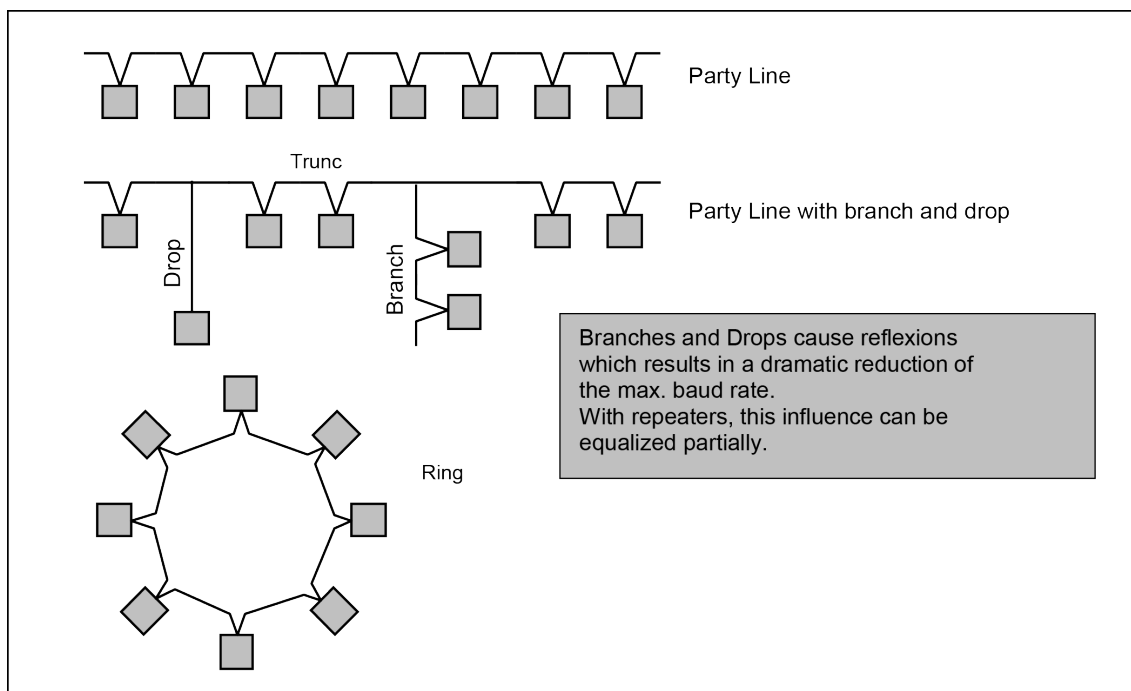 Party Line
Trunc
Party Line with branch and drop
Drop
Branch
Branches and Drops cause reflexions
which results in a dramatic reduction of
the max. baud rate.
With repeaters, this influence can be
equalized partially.
Ring